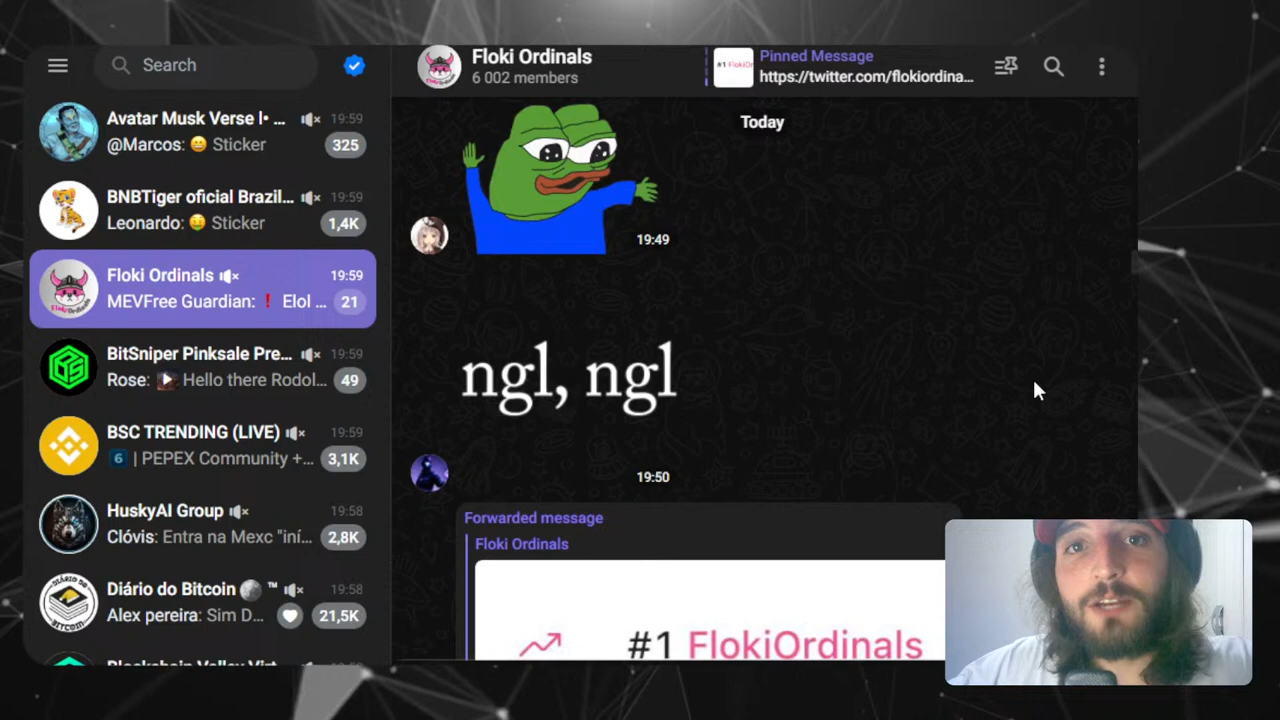 Search
Avatar Musk Verse l• ...
19:59
@Marcos: 😀 Sticker
325
BNBTiger oficial Brazil...
19:59
Leonardo: 🤑 Sticker
1,4K
Floki Ordinals
19:59
MEVFree Guardian: ❗ Elol ...
21
BitSniper Pinksale Pre...
19:59
Rose: Hello there Rodol...
49
BSC TRENDING (LIVE)
19:59
6 | PEPEX Community +...
3,1K
HuskyAI Group
19:58
Clóvis: Entra na Mexc "iní...
2,8K
Diário do Bitcoin 🌕 ™
19:58
Alex pereira: Sim D...
21,5K
Floki Ordinals
6 002 members
#1 FlokiOr
Pinned Message
https://twitter.com/flokiordina...
Today
19:49
ngl, ngl
19:50
Forwarded message
Floki Ordinals
#1 FlokiOrdinals